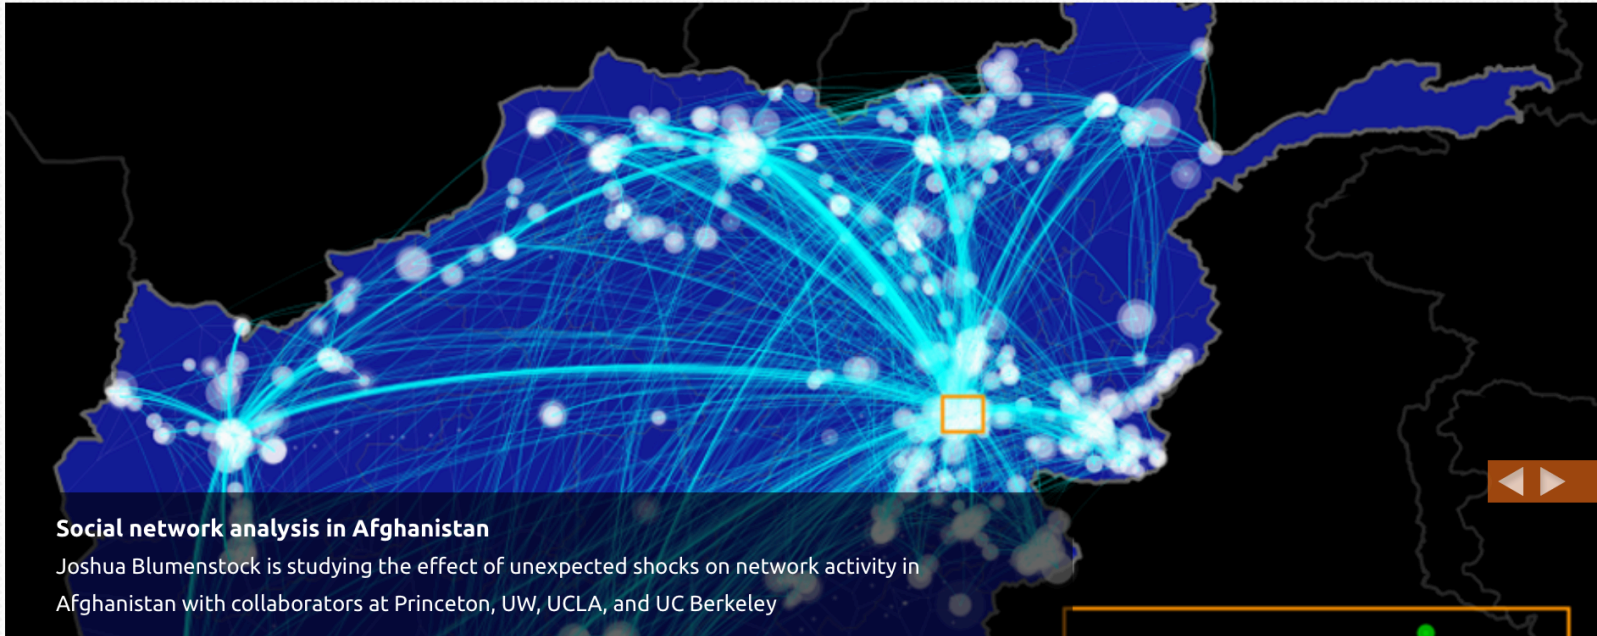 Social network analysis in Afghanistan
Joshua Blumenstock is studying the effect of unexpected shocks on network activity in
Afghanistan with collaborators at Princeton, UW, UCLA, and UC Berkeley